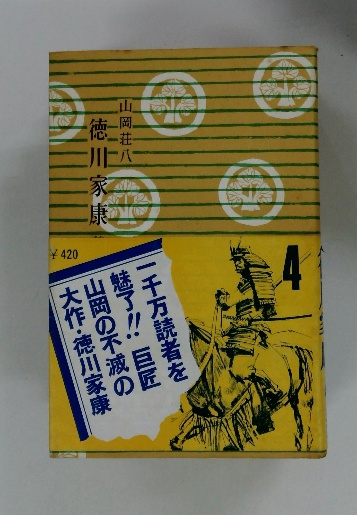 山岡荘八
徳川家康
¥420
4
一千万読者を
魅了!! 巨匠
山岡の不滅の
大作・徳川家康